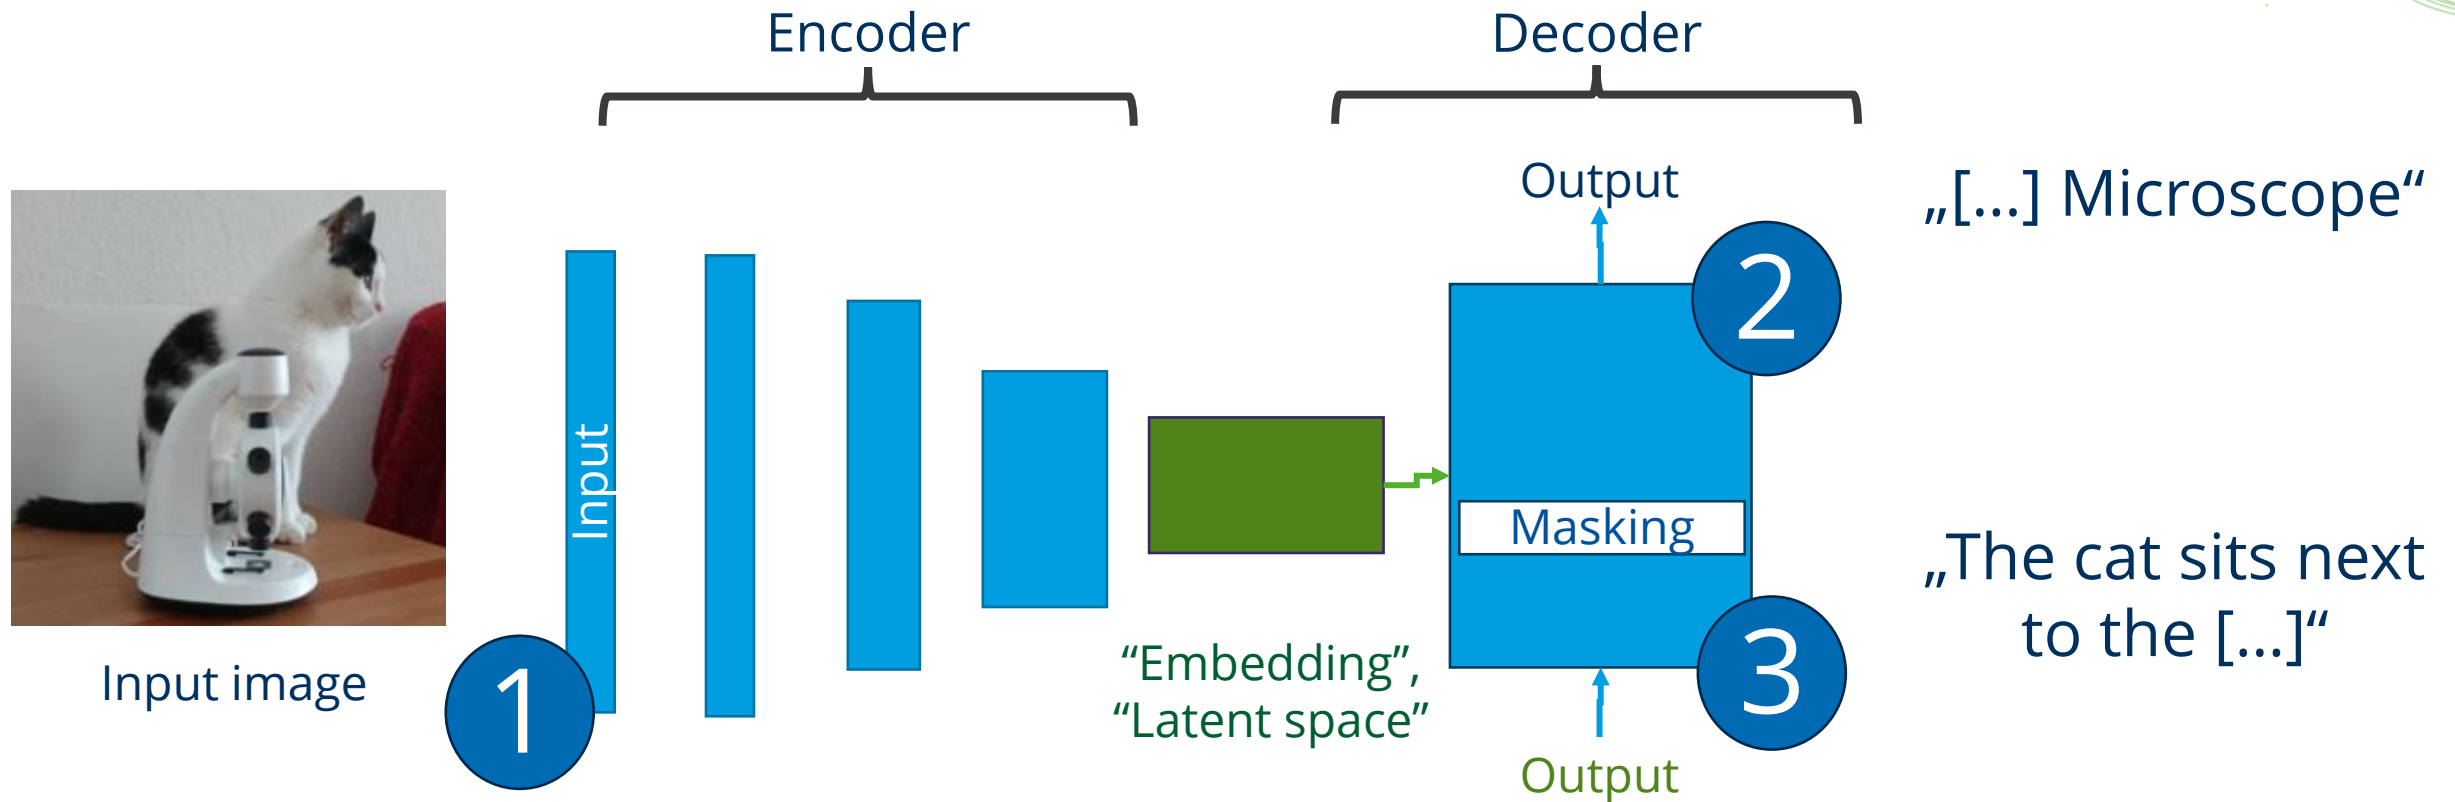 Encoder
Decoder
Output
„[...] Microscope“
2
Input
Masking
„The cat sits next
to the [...]“
Input image
1
“Embedding”,
“Latent space”
3
Output